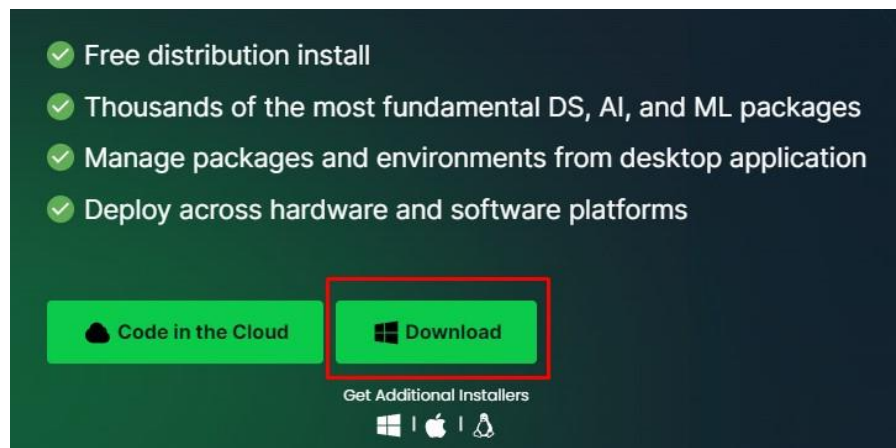 Free distribution install
Thousands of the most fundamental DS, AI, and ML packages
Manage packages and environments from desktop application
Deploy across hardware and software platforms
Code in the Cloud
Download
Get Additional Installers